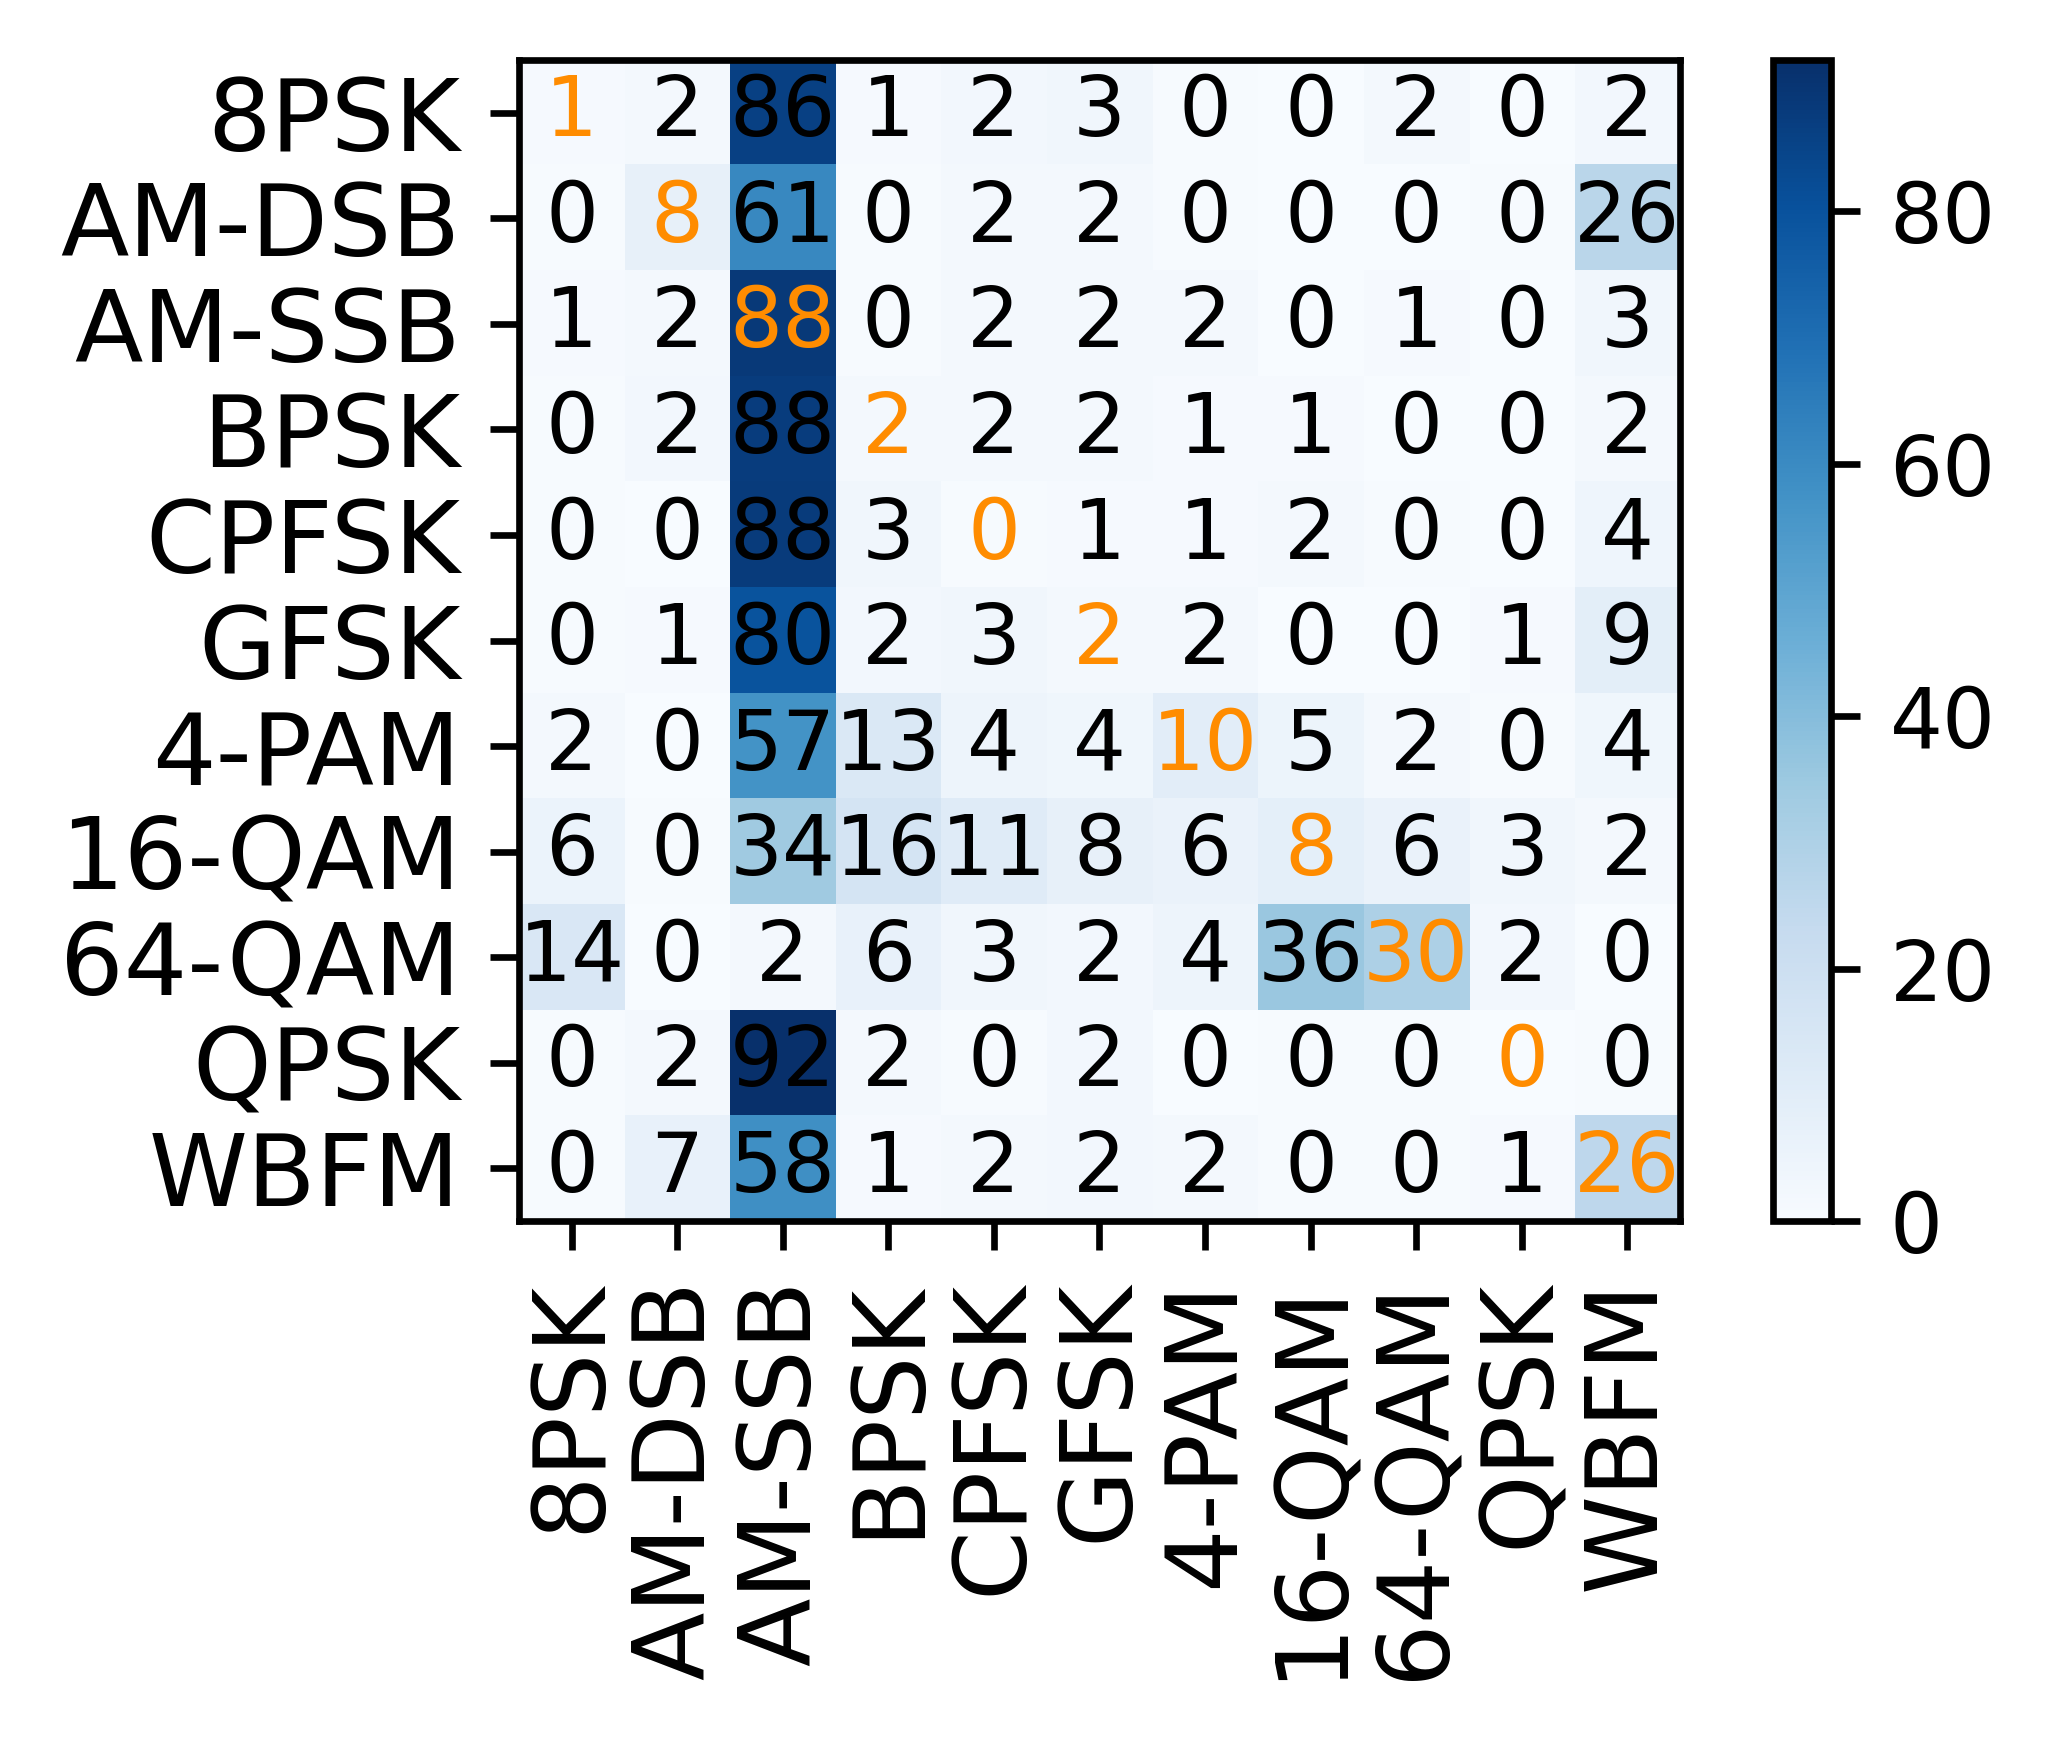 8PSK 1 2 86 1 2 3 0 0 2 0 2
AM-DSB 0 8 61 0 2 2 0 0 0 0 26
AM-SSB 1 2 88 0 2 2 2 0 1 0 3
BPSK 0 2 88 2 2 2 1 1 0 0 2
CPFSK 0 0 88 3 0 1 1 2 0 0 4
GFSK 0 1 80 2 3 2 2 0 0 1 9
4-PAM 2 0 57 13 4 4 10 5 2 0 4
16-QAM 6 0 34 16 11 8 6 8 6 3 2
64-QAM 14 0 2 6 3 2 4 36 30 2 0
QPSK 0 2 92 2 0 2 0 0 0 0 0
WBFM 0 7 58 1 2 2 2 0 0 1 26
8PSK
AM-DSB
AM-SSB
BPSK
CPFSK
GFSK
4-PAM
16-QAM
64-QAM
QPSK
WBFM
80
60
40
20
0